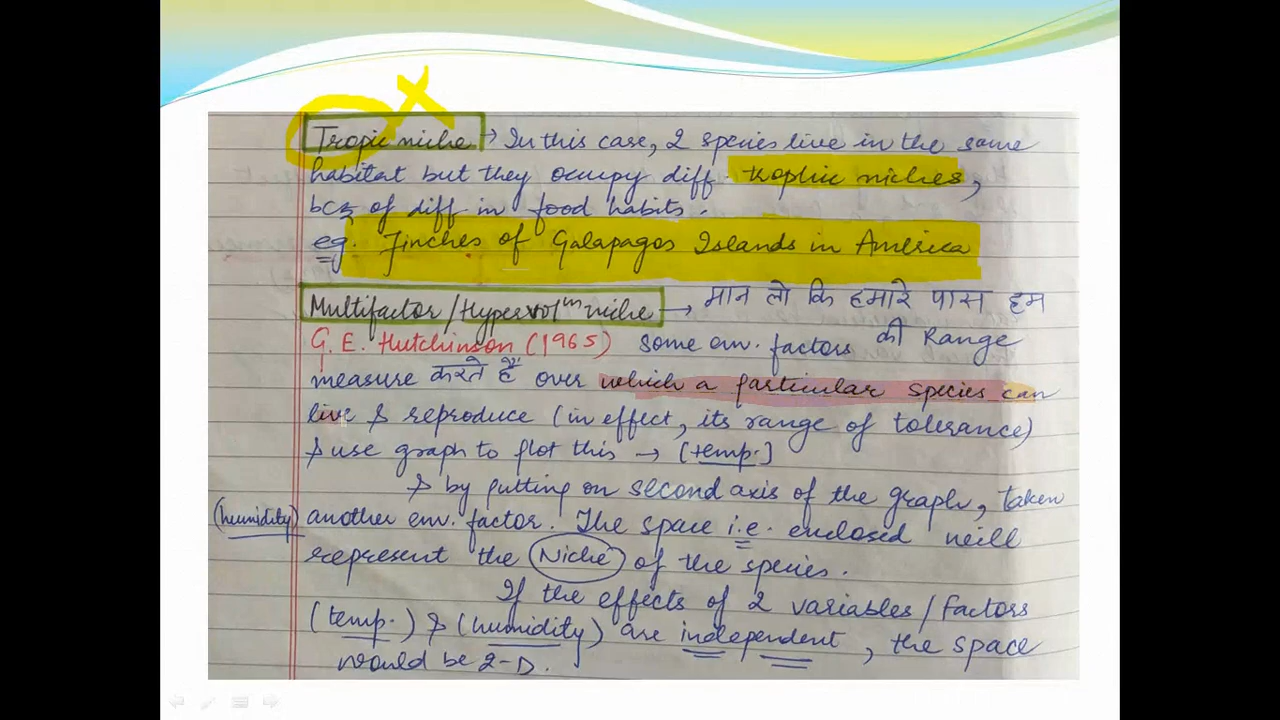 Tropic niche → In this case, 2 species live in the same
habitat but they occupy diff. trophic niches,
bcz of diff in food habits.
eg. Finches of Galapagos Islands in America
Multifactor/Hypervolm niche → मान लो कि हमारे पास हम
G. E. Hutchinson (1965) some env. factors की Range
measure करते हैं over which a particular species can
live & reproduce (in effect, its range of tolerance)
& use graph to plot this → [temp.]
& by putting on second axis of the graph, taken
(humidity) another env. factor. The space i.e. enclosed will
represent the Niche of the species.
If the effects of 2 variables/factors
(temp.) & (humidity) are independent, the space
would be 2-D.